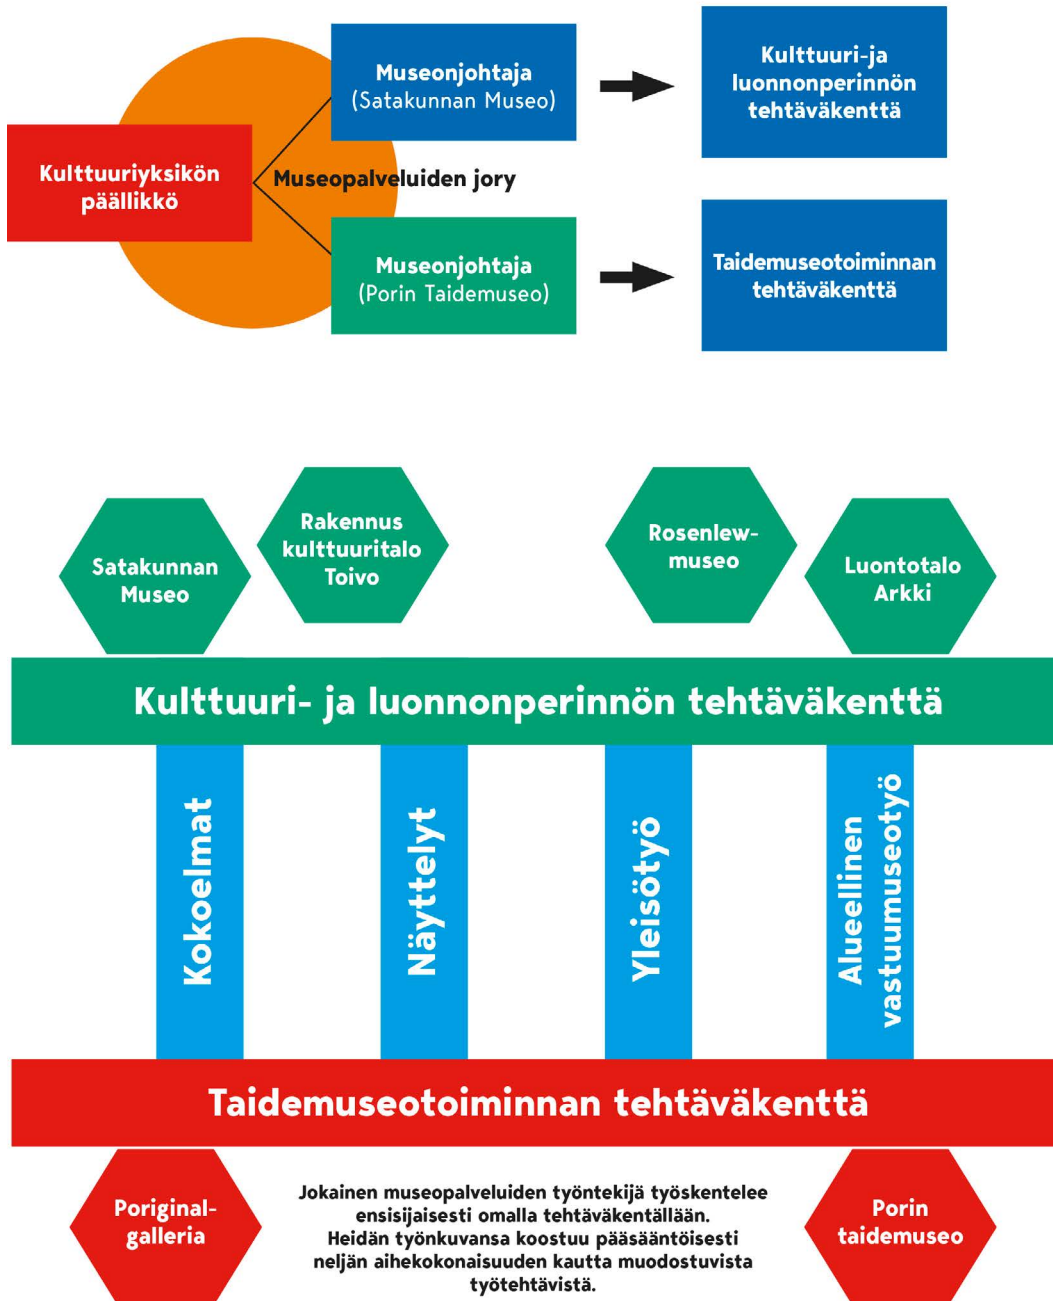 Museonjohtaja
(Satakunnan Museo)
Kulttuuri-ja
luonnonperinnön
tehtäväkenttä
Kulttuuriyksikön
päällikkö
Museopalveluiden jory
Museonjohtaja
(Porin Taidemuseo)
Taidemuseotoiminnan
tehtäväkenttä
Satakunnan
Museo
Rakennus
kulttuuritalo
Toivo
Rosenlew-
museo
Luontotalo
Arkki
Kulttuuri- ja luonnonperinnön tehtäväkenttä
Kokoelmat
Näyttelyt
Yleisötyö
Alueellinen
vastuumuseotyö
Taidemuseotoiminnan tehtäväkenttä
Poriginal-
galleria
Jokainen museopalveluiden työntekijä työskentelee
ensisijaisesti omalla tehtäväkentällään.
Heidän työnkuvansa koostuu pääsääntöisesti
neljän aihekokonaisuuden kautta muodostuvista
työtehtävistä.
Porin
taidemuseo